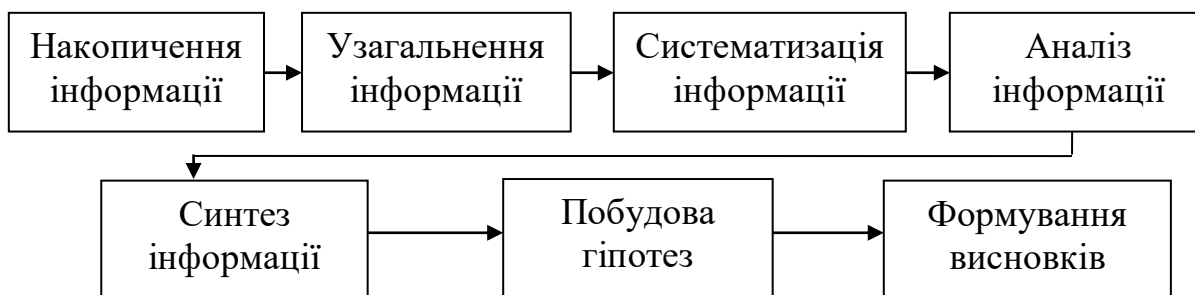 Накопичення
інформації
Узагальнення
інформації
Систематизація
інформації
Аналіз
інформації
Синтез
інформації
Побудова
гіпотез
Формування
висновків